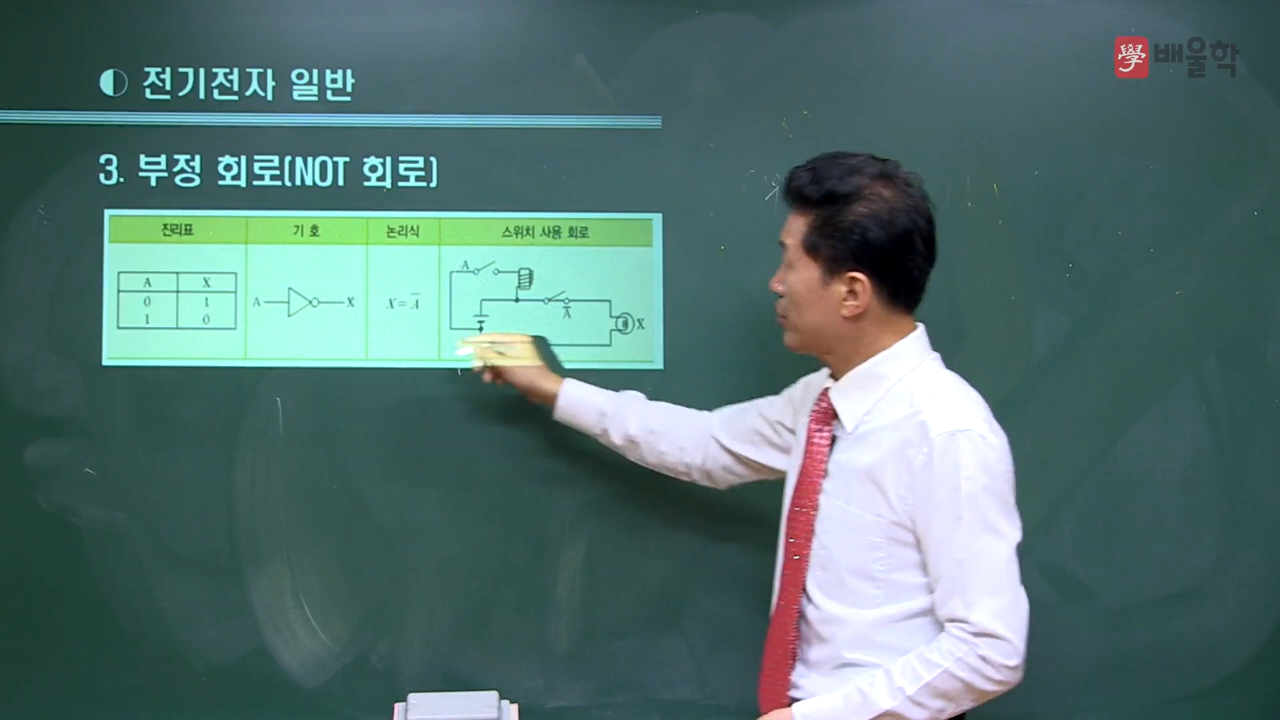 學 배울학
전기전자 일반
3. 부정 회로(NOT 회로)
진리표 기 호 논리식 스위치 사용 회로
A X
0 1
1 0
A X
X = A̅
A
A̅
X